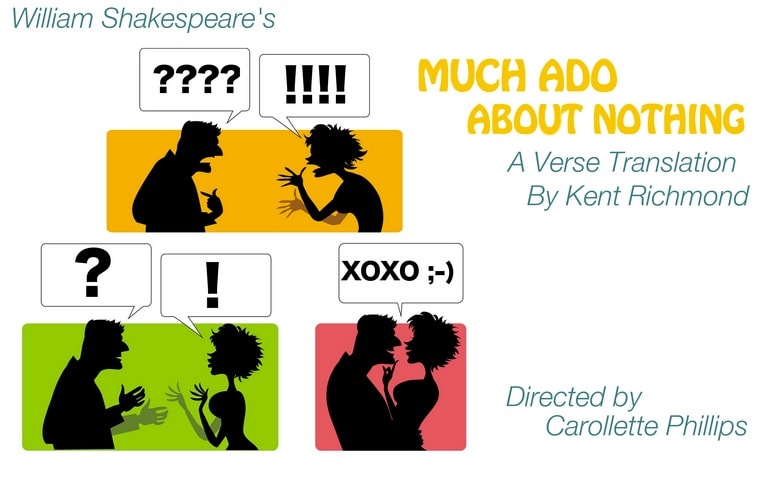 William Shakespeare's
????
!!!!
MUCH ADO
ABOUT NOTHING
A Verse Translation
By Kent Richmond
?
!
XOXO ;-)
Directed by
Carollette Phillips